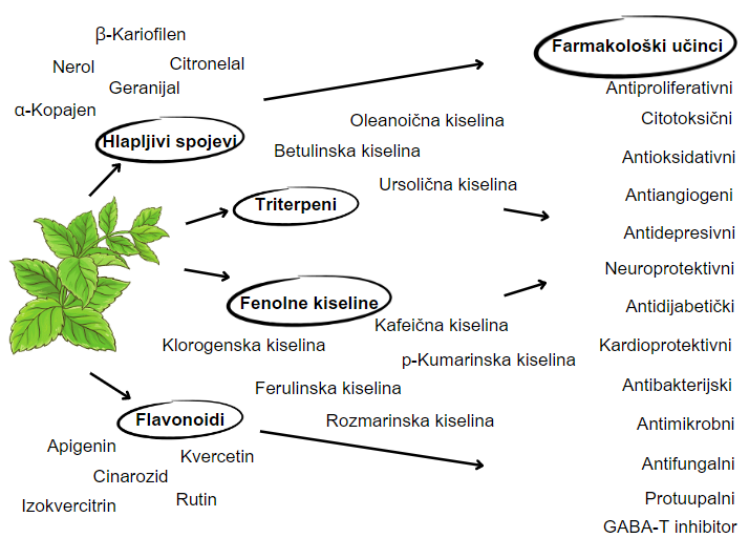 β-Kariofilen
Nerol
Citronelal
Geranijal
α-Kopajen
Hlapljivi spojevi
Oleanoična kiselina
Betulinska kiselina
Ursolična kiselina
Triterpeni
Fenolne kiseline
Kafeična kiselina
Klorogenska kiselina
p-Kumarinska kiselina
Ferulinska kiselina
Rozmarinska kiselina
Flavonoidi
Apigenin
Kvercetin
Cinarozid
Izokvercitrin
Rutin
Farmakološki učinci
Antiproliferativni
Citotoksični
Antioksidativni
Antiangiogeni
Antidepresivni
Neuroprotektivni
Antidijabetički
Kardioprotektivni
Antibakterijski
Antimikrobni
Antifungalni
Protuupalni
GABA-T inhibitor